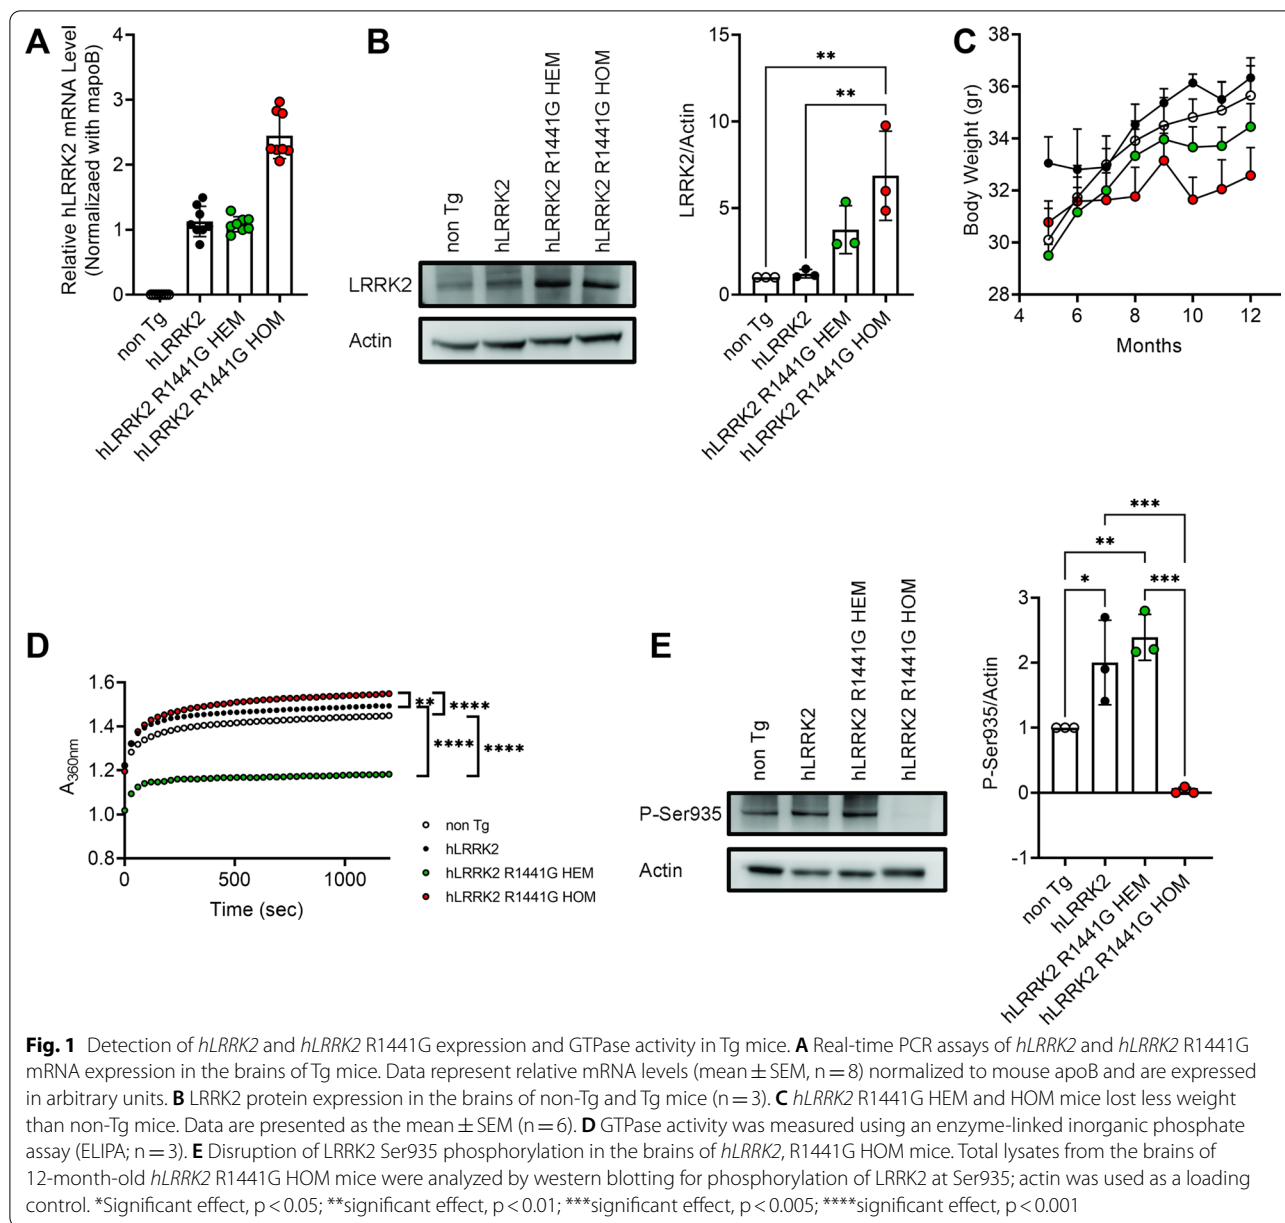 A
Relative hLRRK2 mRNA Level
(Normalizaed with mapoB)
4
3
2
1
0
non Tg
hLRRK2
hLRRK2 R1441G HEM
hLRRK2 R1441G HOM
B
non Tg
hLRRK2
hLRRK2 R1441G HEM
hLRRK2 R1441G HOM
LRRK2
Actin
LRRK2/Actin
15
10
5
0
**
**
non Tg
hLRRK2
hLRRK2 R1441G HEM
hLRRK2 R1441G HOM
C
Body Weight (gr)
38
36
34
32
30
28
4 6 8 10 12
Months
D
A360nm
1.6
1.4
1.2
1.0
0.8
0 500 1000
Time (sec)
**
****
****
****
non Tg
hLRRK2
hLRRK2 R1441G HEM
hLRRK2 R1441G HOM
E
non Tg
hLRRK2
hLRRK2 R1441G HEM
hLRRK2 R1441G HOM
P-Ser935
Actin
P-Ser935/Actin
3
2
1
0
-1
***
**
*
***
non Tg
hLRRK2
hLRRK2 R1441G HEM
hLRRK2 R1441G HOM
Fig. 1 Detection of hLRRK2 and hLRRK2 R1441G expression and GTPase activity in Tg mice. A Real-time PCR assays of hLRRK2 and hLRRK2 R1441G
mRNA expression in the brains of Tg mice. Data represent relative mRNA levels (mean ± SEM, n = 8) normalized to mouse apoB and are expressed
in arbitrary units. B LRRK2 protein expression in the brains of non-Tg and Tg mice (n = 3). C hLRRK2 R1441G HEM and HOM mice lost less weight
than non-Tg mice. Data are presented as the mean ± SEM (n = 6). D GTPase activity was measured using an enzyme-linked inorganic phosphate
assay (ELIPA; n = 3). E Disruption of LRRK2 Ser935 phosphorylation in the brains of hLRRK2, R1441G HOM mice. Total lysates from the brains of
12-month-old hLRRK2 R1441G HOM mice were analyzed by western blotting for phosphorylation of LRRK2 at Ser935; actin was used as a loading
control. *Significant effect, p < 0.05; **significant effect, p < 0.01; ***significant effect, p < 0.005; ****significant effect, p < 0.001